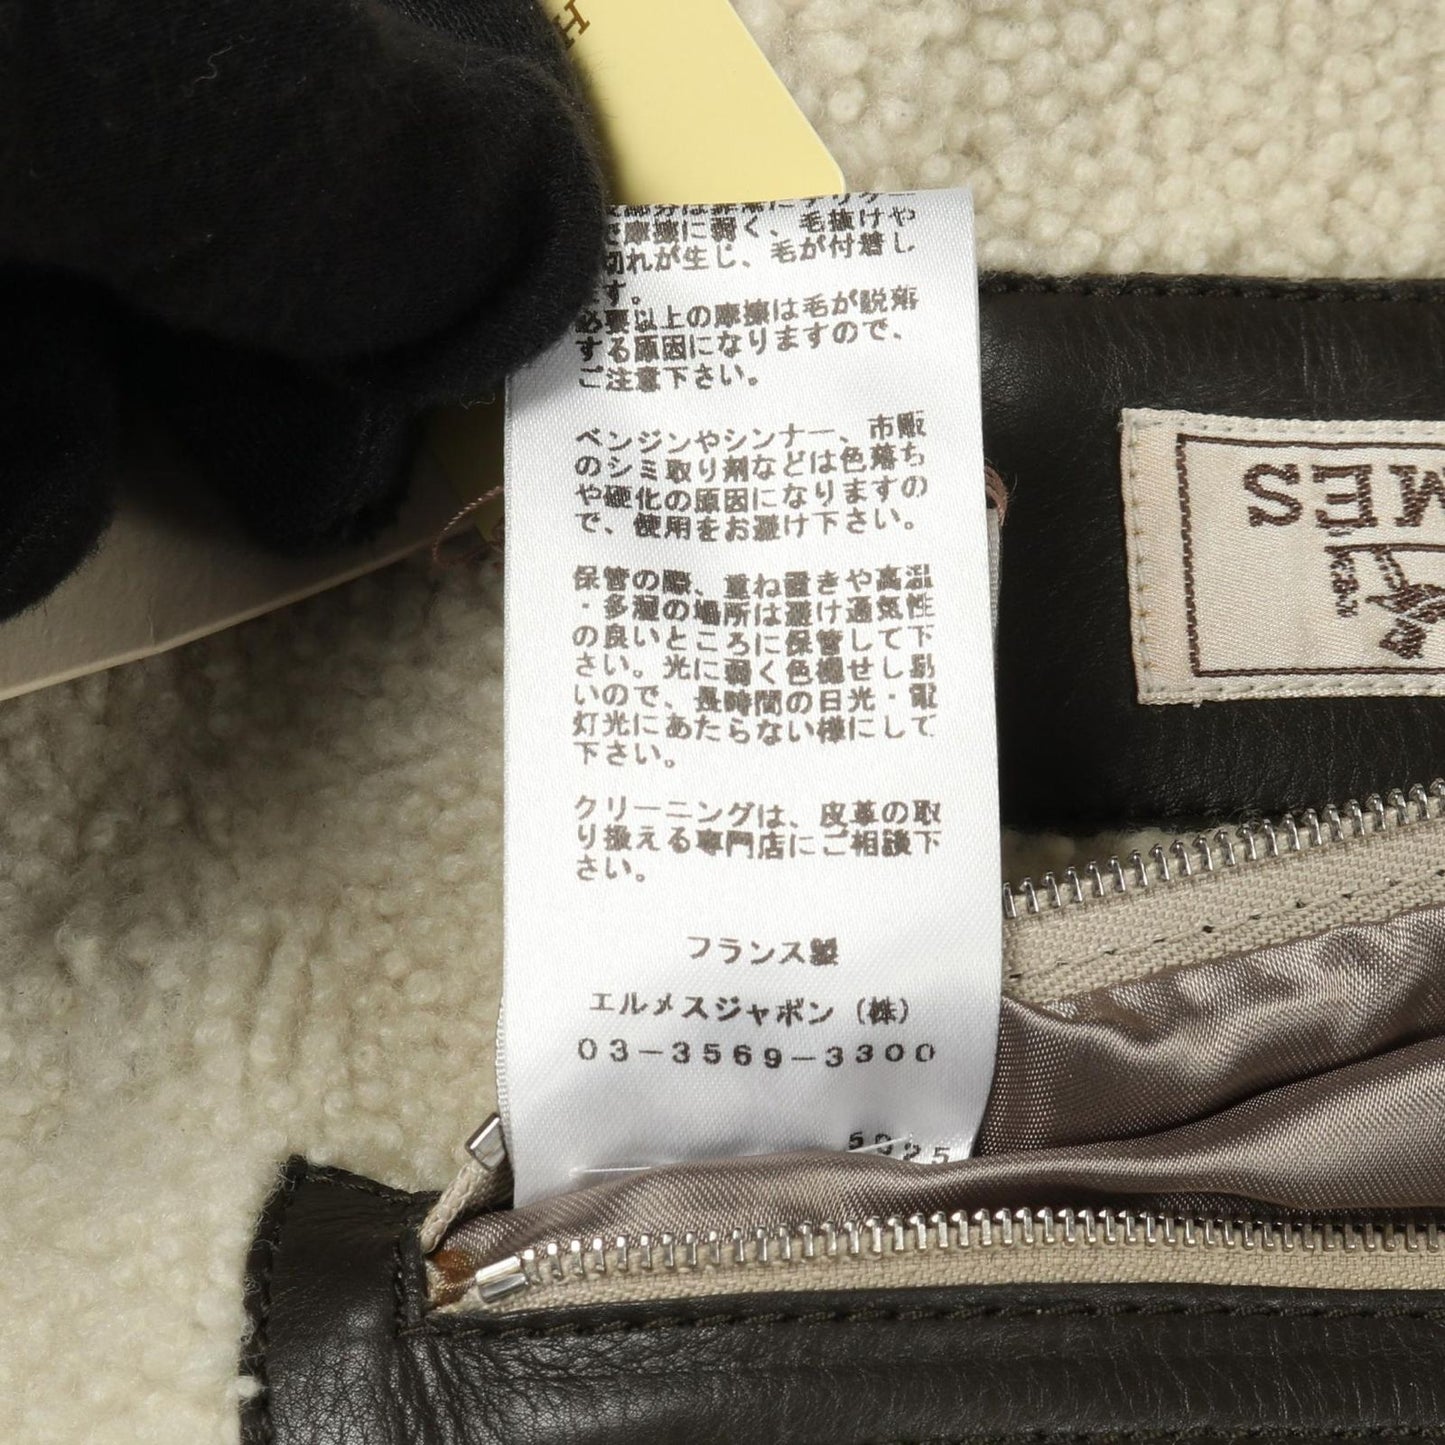 H
に弱く、毛抜けや
切れが生じ、毛が付着し
す。
必要以上の摩擦は毛が脱落
する原因になりますので、
ご注意下さい。
ベンジンやシンナー、市販
のシミ取り剤などは色落ち
や硬化の原因になりますの
で、使用をお避け下さい。
保管の際、重ね置きや高温
・多湿の場所は避け通気性
の良いところに保管して下
さい。光に弱く色褪せし易
いので、長時間の日光・電
灯光にあたらない様にして
下さい。
クリーニングは、皮革の取
り扱える専門店にご相談下
さい。
フランス製
エルメスジャポン（株）
03-3569-3300
MES